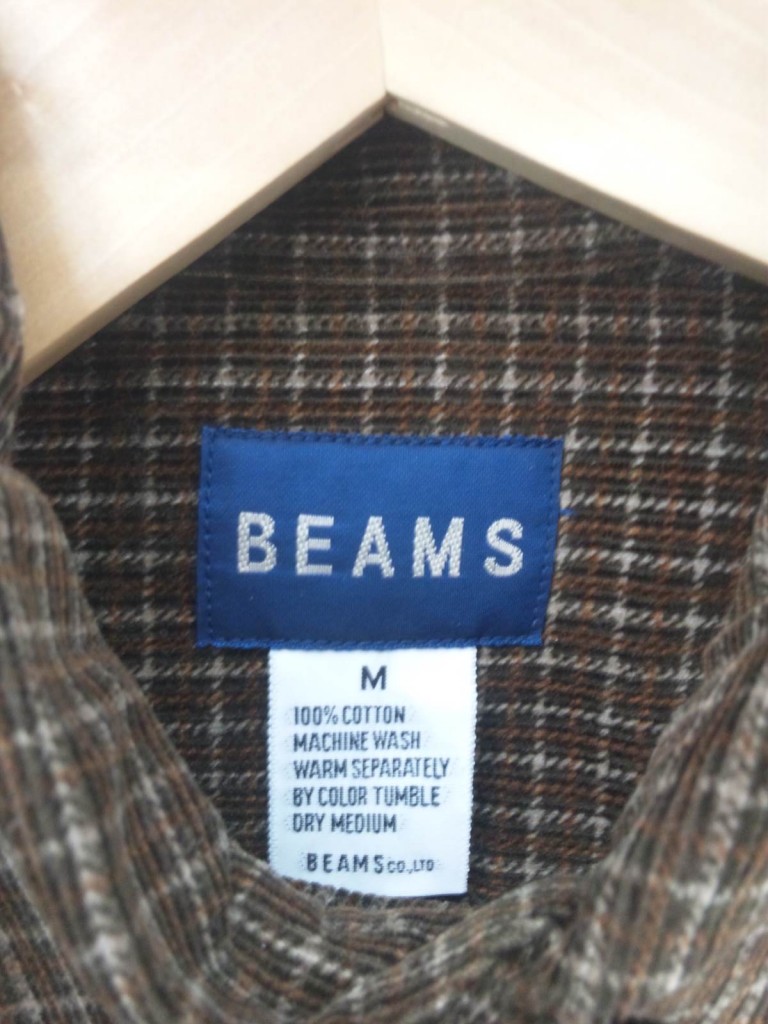 BEAMS
M
100% COTTON
MACHINE WASH
WARM SEPARATELY
BY COLOR TUMBLE
DRY MEDIUM
BEAMS CO.,LTD